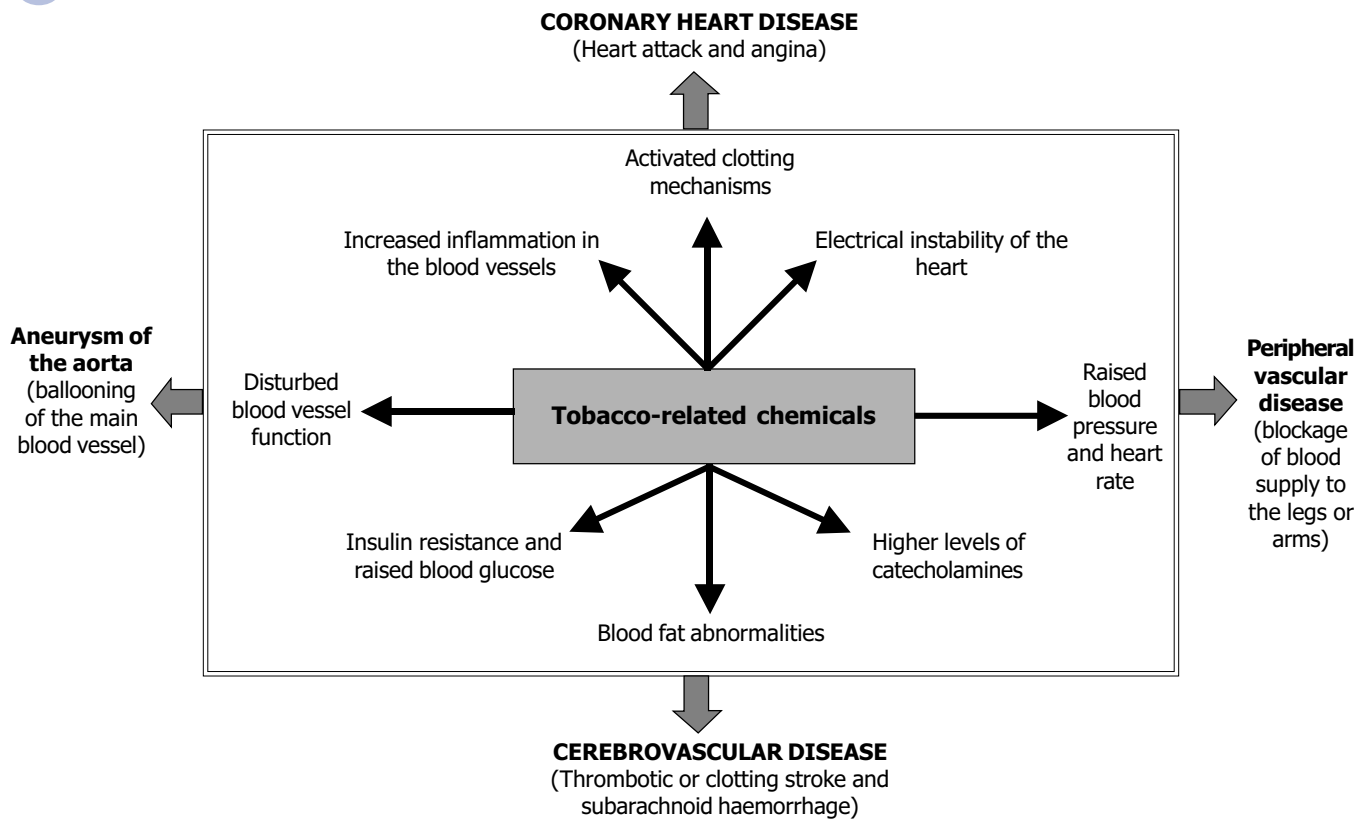 CORONARY HEART DISEASE
(Heart attack and angina)
Activated clotting
mechanisms
Increased inflammation in
the blood vessels
Electrical instability of the
heart
Aneurysm of
the aorta
(ballooning
of the main
blood vessel)
Disturbed
blood vessel
function
Tobacco-related chemicals
Raised
blood
pressure
and heart
rate
Peripheral
vascular
disease
(blockage
of blood
supply to
the legs or
arms)
Insulin resistance and
raised blood glucose
Higher levels of
catecholamines
Blood fat abnormalities
CEREBROVASCULAR DISEASE
(Thrombotic or clotting stroke and
subarachnoid haemorrhage)